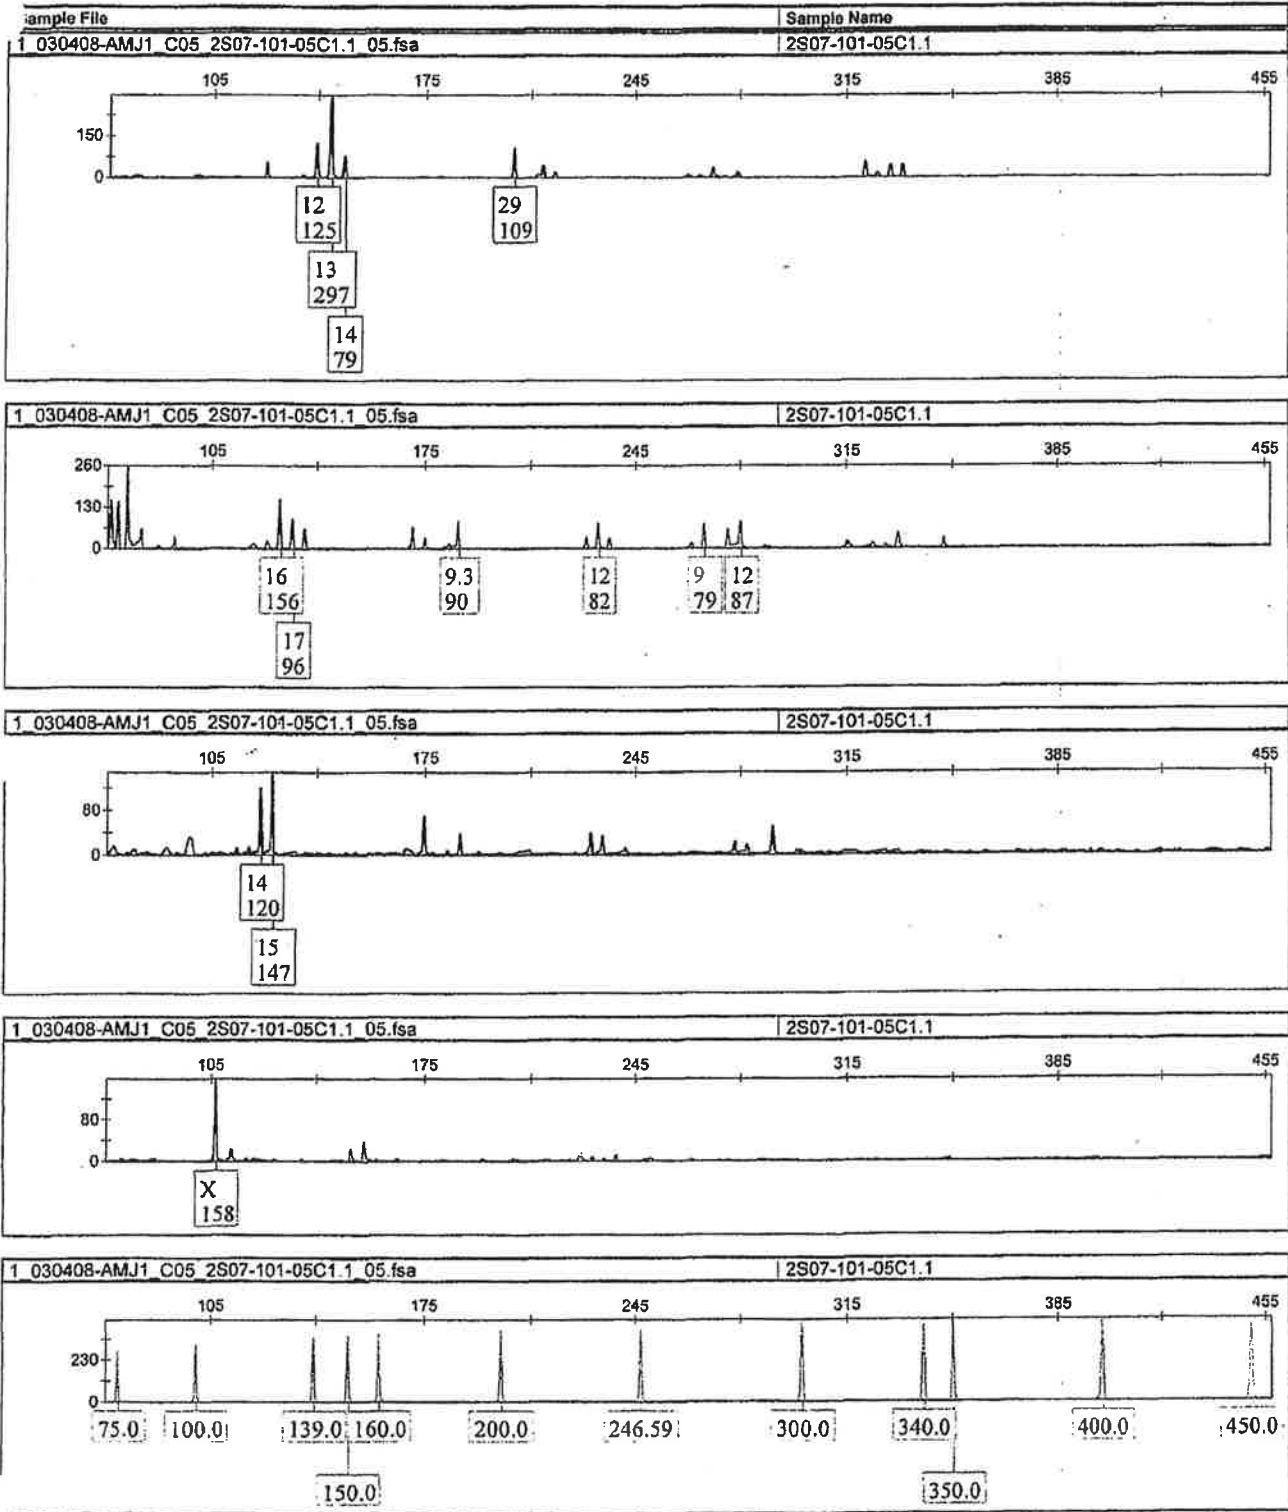 ample File Sample Name
1_030408-AMJ1_C05_2S07-101-05C1.1_05.fsa 2S07-101-05C1.1
105 175 245 315 385 455
150
0
12 29
125 109
13
297
14
79
1_030408-AMJ1_C05_2S07-101-05C1.1_05.fsa 2S07-101-05C1.1
105 175 245 315 385 455
260
130
0
16 9.3 12 9 12
156 90 82 79 87
17
96
1_030408-AMJ1_C05_2S07-101-05C1.1_05.fsa 2S07-101-05C1.1
105 175 245 315 385 455
80
0
14
120
15
147
1_030408-AMJ1_C05_2S07-101-05C1.1_05.fsa 2S07-101-05C1.1
105 175 245 315 385 455
80
0
X
158
1_030408-AMJ1_C05_2S07-101-05C1.1_05.fsa 2S07-101-05C1.1
105 175 245 315 385 455
230
0
75.0 100.0 139.0 160.0 200.0 246.59 300.0 340.0 400.0 450.0
150.0 350.0